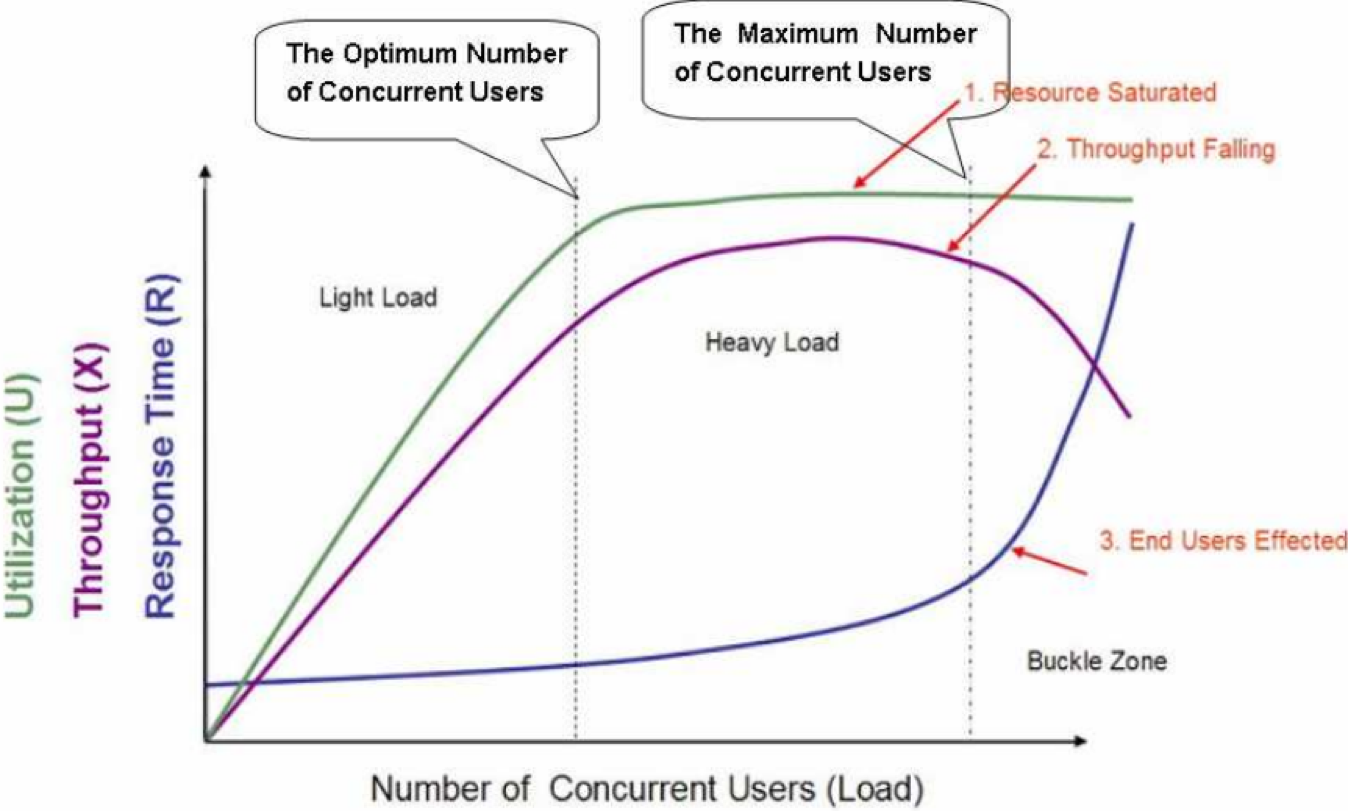 The Optimum Number
of Concurrent Users
The Maximum Number
of Concurrent Users
1. Resource Saturated
2. Throughput Falling
Light Load
Heavy Load
Utilization (U)
Throughput (X)
Response Time (R)
3. End Users Effected
Buckle Zone
Number of Concurrent Users (Load)